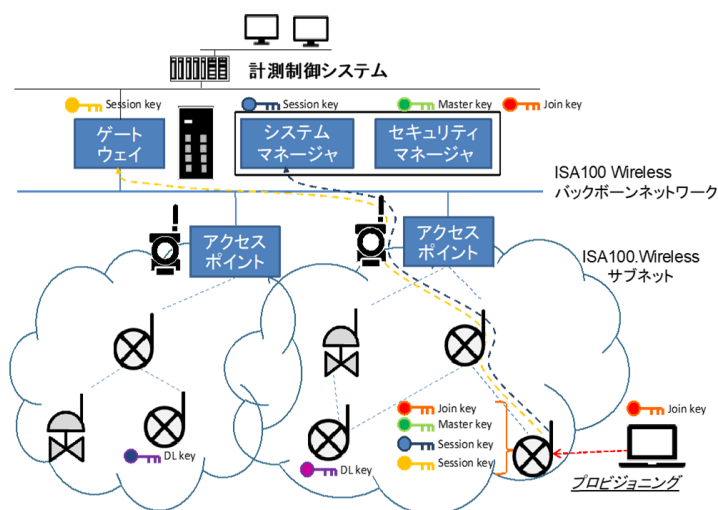 計測制御システム
Session key
Session key
Master key
Join key
ゲート
ウェイ
システム
マネージャ
セキュリティ
マネージャ
ISA100 Wireless
バックボーンネットワーク
アクセス
ポイント
アクセス
ポイント
ISA100.Wireless
サブネット
Join key
Master key
Session key
Session key
Join key
DL key
DL key
プロビジョニング